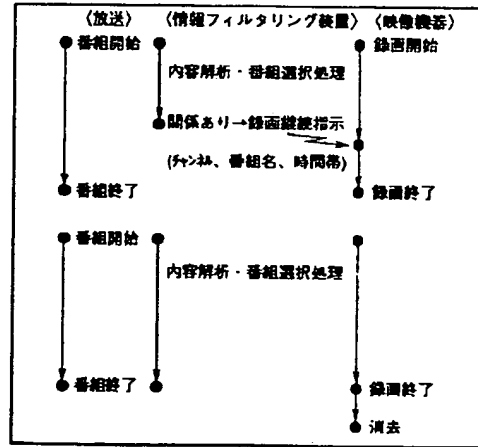 〈放送〉 〈情報フィルタリング装置〉 〈映像機器〉
番組開始 録画開始
内容解析・番組選択処理
関係あり→録画継続指示
(チャンネル、番組名、時間帯)
番組終了 録画終了
番組開始
内容解析・番組選択処理
番組終了 録画終了
消去